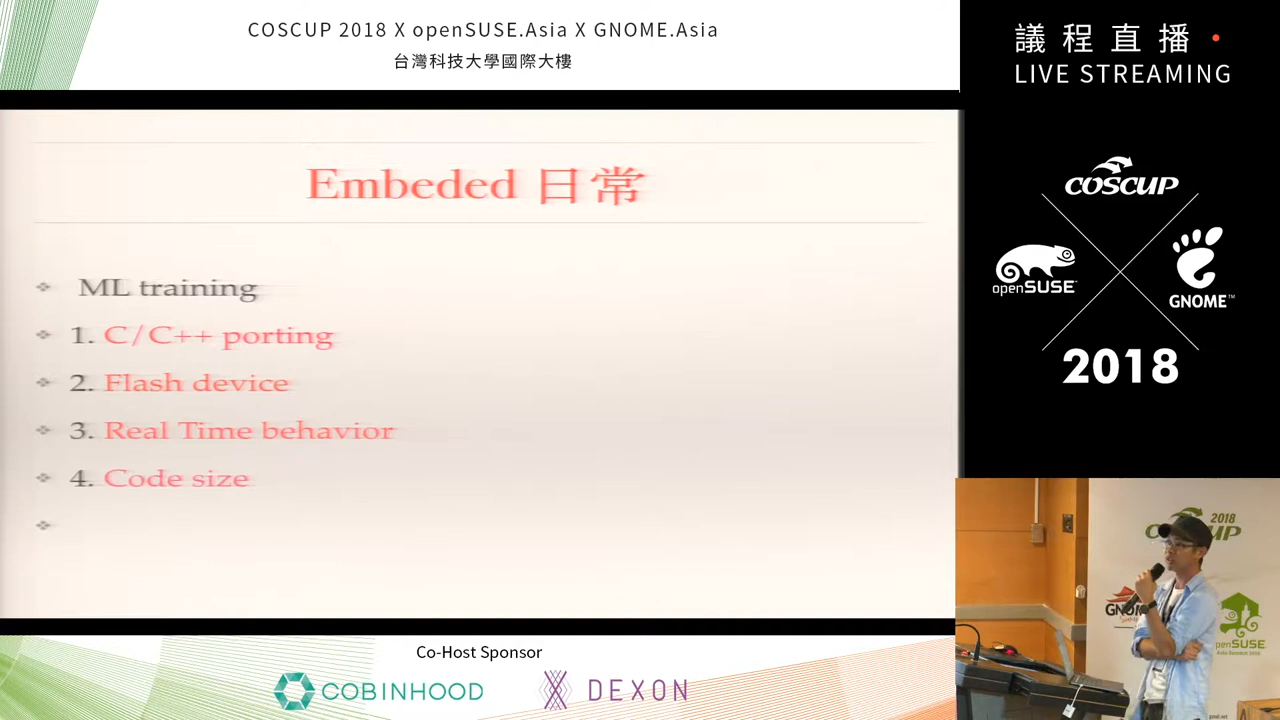 COSCUP 2018 X openSUSE.Asia X GNOME.Asia
台灣科技大學國際大樓
議程直播
LIVE STREAMING
COSCUP
openSUSE
GNOME™
2018
Embeded 日常
ML training
1. C/C++ porting
2. Flash device
3. Real Time behavior
4. Code size
2018
Co-Host Sponsor
COBINHOOD
DEXON